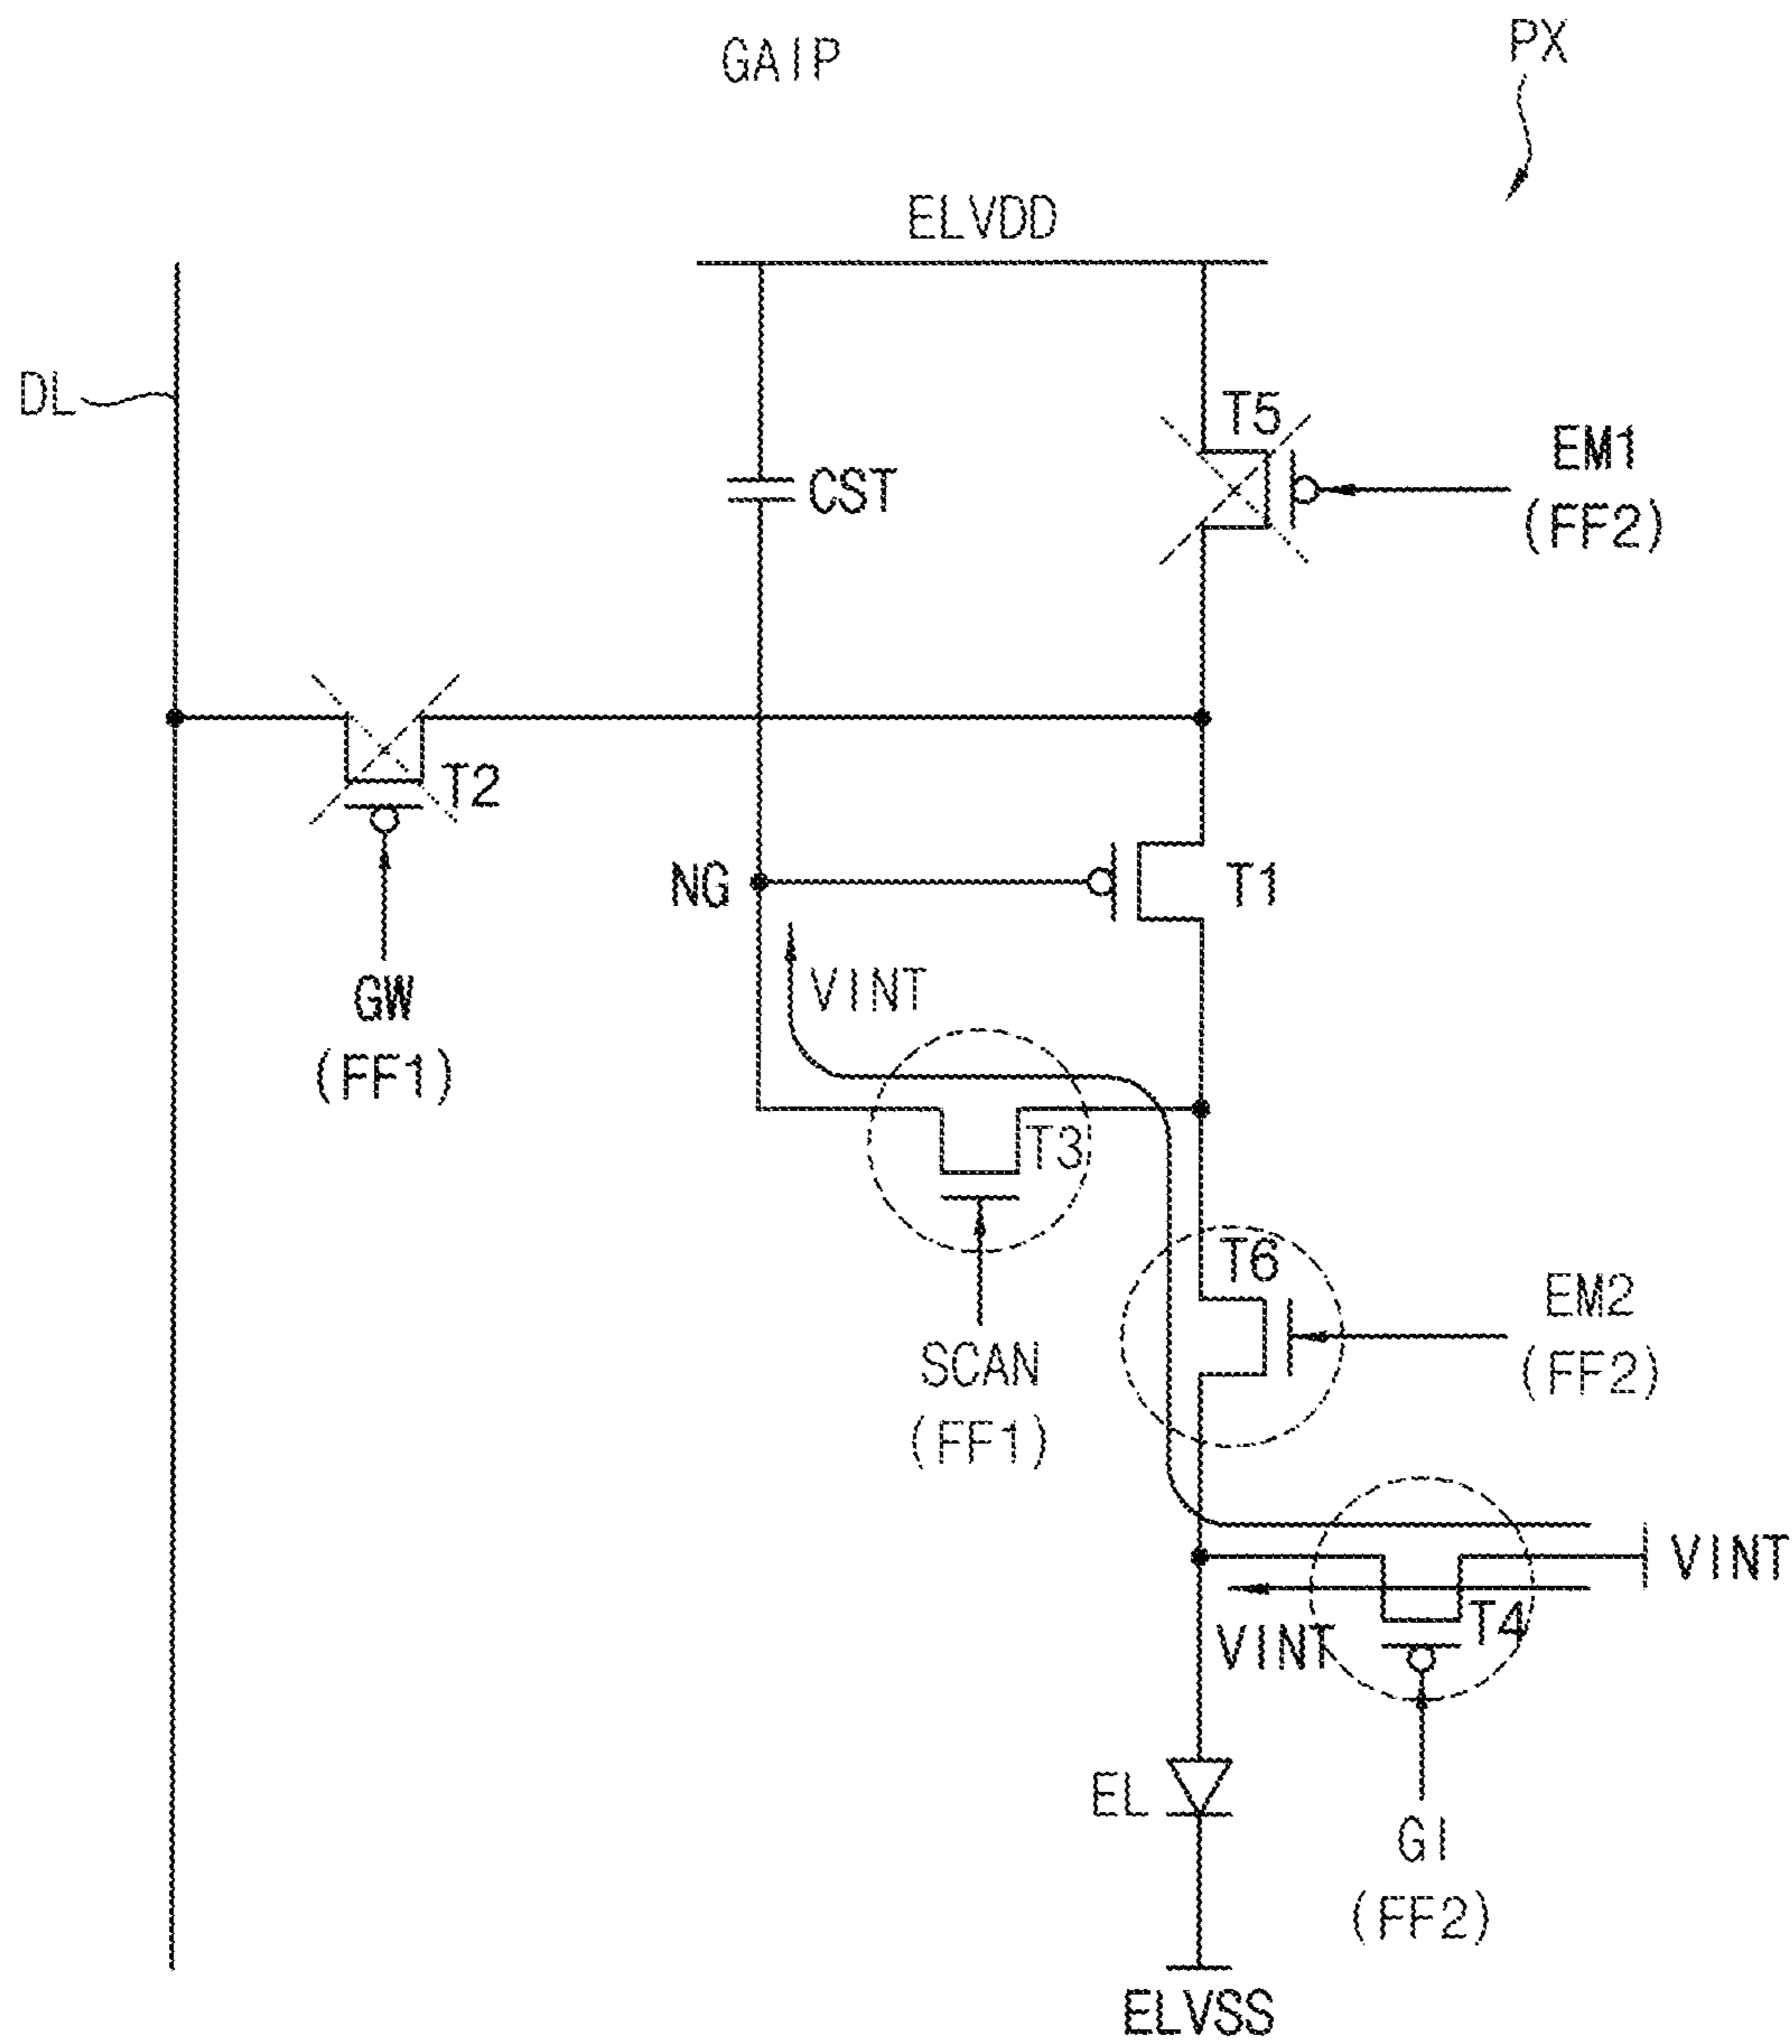 GAIP
PX
ELVDD
DL
T5
EM1
(FF2)
CST
T2
NG
T1
GW
(FF1)
VINT
T3
T6
EM2
(FF2)
SCAN
(FF1)
VINT
VINT
T4
EL
GI
(FF2)
ELVSS